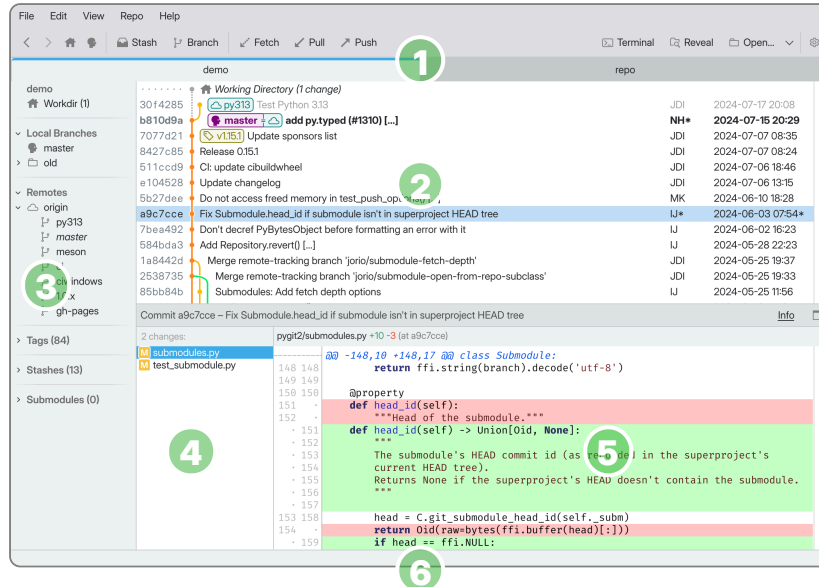 File Edit View Repo Help
Stash Branch Fetch Pull Push Terminal Reveal Open...
1
demo repo
demo
Workdir (1)
Local Branches
master
old
Remotes
origin
py313
master
meson
ciwindows
1.0.x
gh-pages
Tags (84)
Stashes (13)
Submodules (0)
3
Working Directory (1 change)
30f4285 py313 Test Python 3.13 JDI 2024-07-17 20:08
b810d9a master add py.typed (#1310) [...] NH* 2024-07-15 20:29
7077d21 v1.15.1 Update sponsors list JDI 2024-07-07 08:35
8427c85 Release 0.15.1 JDI 2024-07-07 08:24
511ccd9 CI: update cibuildwheel JDI 2024-07-06 18:46
e104528 Update changelog JDI 2024-07-06 13:15
5b27dee Do not access freed memory in MK 2024-06-10 18:28
a9c7cce Fix Submodule.head_id if submodule isn't in superproject HEAD tree IJ* 2024-06-03 07:54*
7bea492 Don't decref PyBytesObject before formatting an error with it IJ 2024-06-02 16:23
584bda3 Add Repository.revert() [...] IJ 2024-05-28 22:23
1a8442d Merge remote-tracking branch 'jorio/submodule-fetch-depth' JDI 2024-05-25 19:37
2538735 Merge remote-tracking branch 'jorio/submodule-open-from-repo-subclass' JDI 2024-05-25 19:33
85bb84b Submodules: Add fetch depth options IJ 2024-05-25 11:56
2
Commit a9c7cce – Fix Submodule.head_id if submodule isn't in superproject HEAD tree Info
2 changes:
submodules.py
test_submodule.py
4
pygit2/submodules.py +10 -3 (at a9c7cce)
@@ -148,10 +148,17 @@ class Submodule:
148 148 return ffi.string(branch).decode('utf-8')
149 149
150 150 @property
151 · def head_id(self):
152 · """Head of the submodule."""
· 151 def head_id(self) -> Union[Oid, None]:
· 152 """
· 153 The submodule's HEAD commit id (as in the superproject's
· 154 current HEAD tree).
· 155 Returns None if the superproject's HEAD doesn't contain the submodule.
· 156 """
· 157
153 158 head = C.git_submodule_head_id(self._subm)
154 · return Oid(raw=bytes(ffi.buffer(head)[:]))
· 159 if head == ffi.NULL:
5
6